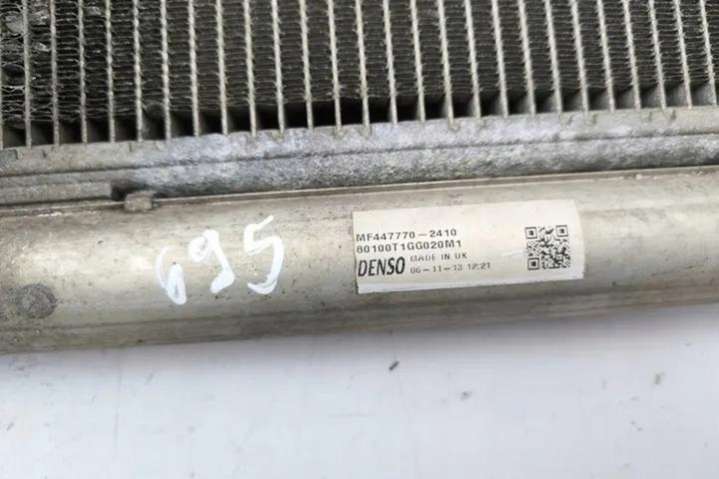 695
MF447770-2410
80100T1GG020M1
DENSO MADE IN UK
06-11-13 12:21